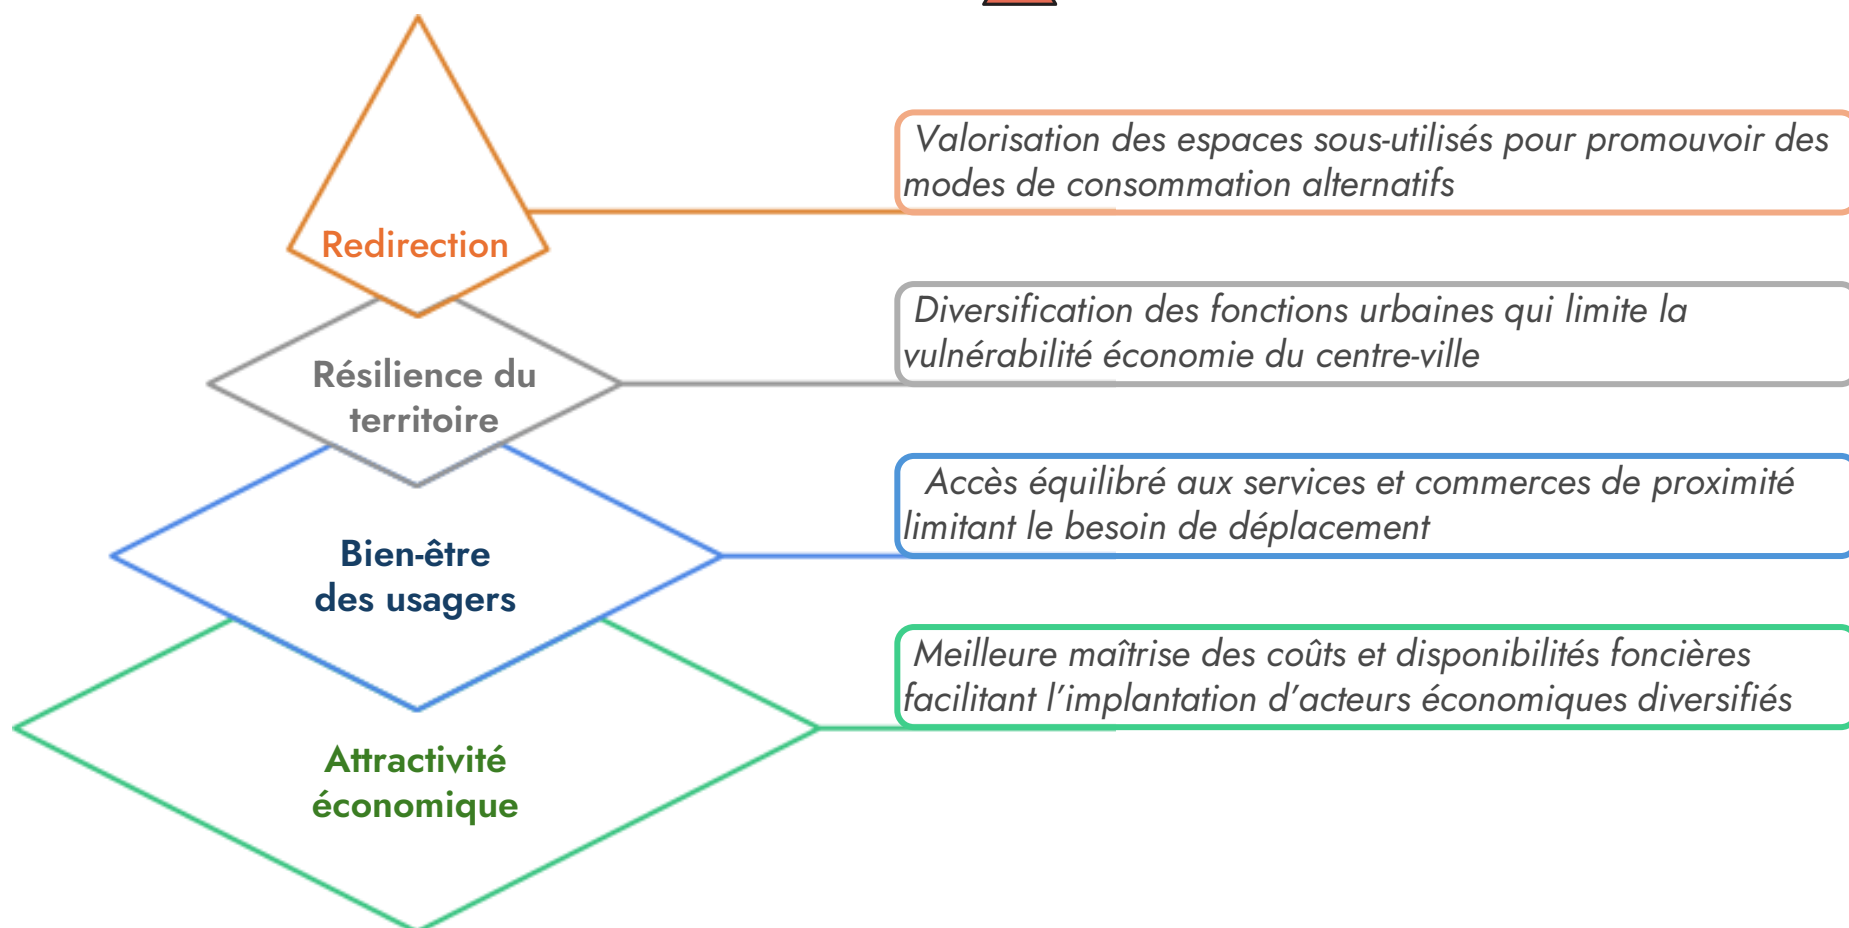 Valorisation des espaces sous-utilisés pour promouvoir des
modes de consommation alternatifs
Redirection
Diversification des fonctions urbaines qui limite la
vulnérabilité économie du centre-ville
Résilience du
territoire
Accès équilibré aux services et commerces de proximité
limitant le besoin de déplacement
Bien-être
des usagers
Meilleure maîtrise des coûts et disponibilités foncières
facilitant l’implantation d’acteurs économiques diversifiés
Attractivité
économique